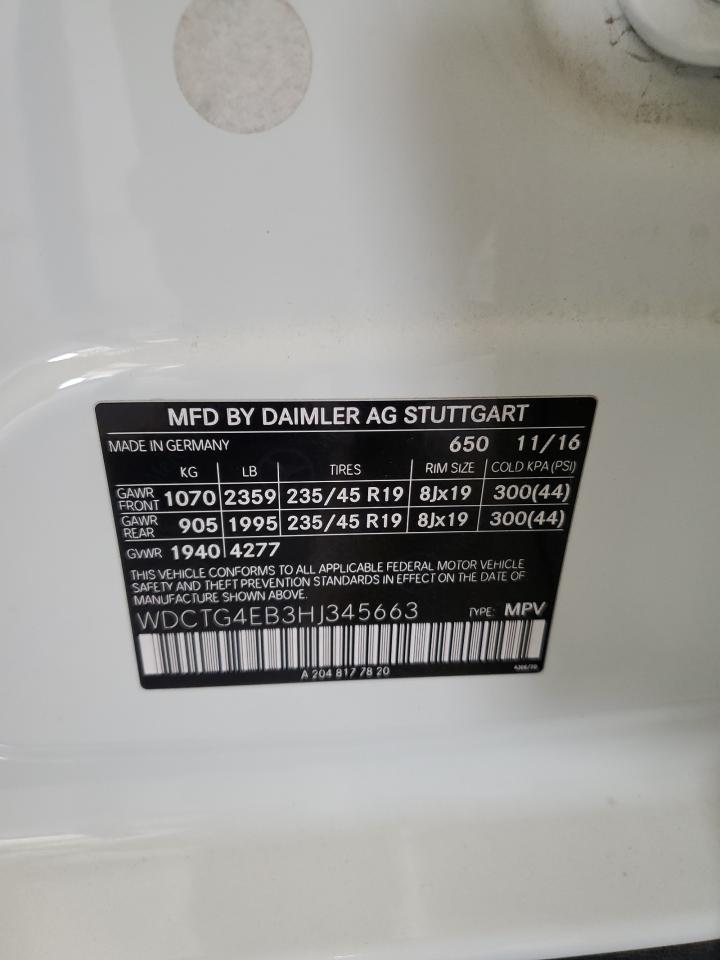 MFD BY DAIMLER AG STUTTGART
MADE IN GERMANY 650 11/16
KG LB TIRES RIM SIZE COLD KPA (PSI)
GAWR FRONT 1070 2359 235/45 R19 8Jx19 300(44)
GAWR REAR 905 1995 235/45 R19 8Jx19 300(44)
GVWR 1940 4277
THIS VEHICLE CONFORMS TO ALL APPLICABLE FEDERAL MOTOR VEHICLE
SAFETY AND THEFT PREVENTION STANDARDS IN EFFECT ON THE DATE OF
MANUFACTURE SHOWN ABOVE.
WDCTG4EB3HJ345663 TYPE: MPV
A 204 817 78 20